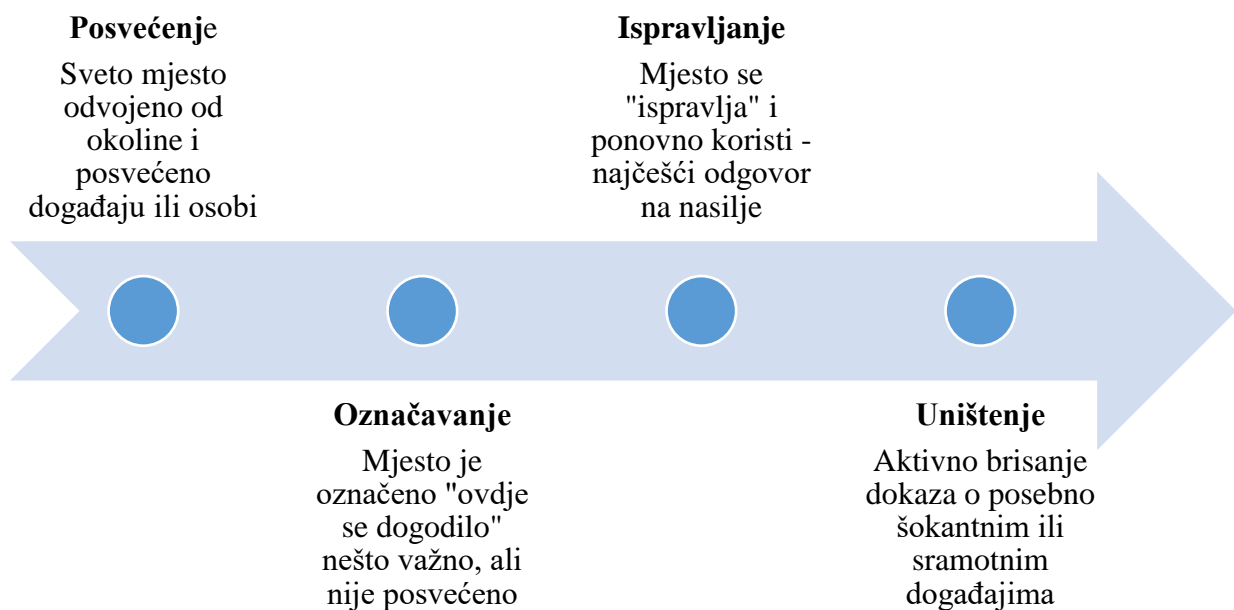 Posvećenje
Sveto mjesto
odvojeno od
okoline i
posvećeno
događaju ili osobi
Označavanje
Mjesto je
označeno "ovdje
se dogodilo"
nešto važno, ali
nije posvećeno
Ispravljanje
Mjesto se
"ispravlja" i
ponovno koristi -
najčešći odgovor
na nasilje
Uništenje
Aktivno brisanje
dokaza o posebno
šokantnim ili
sramotnim
događajima